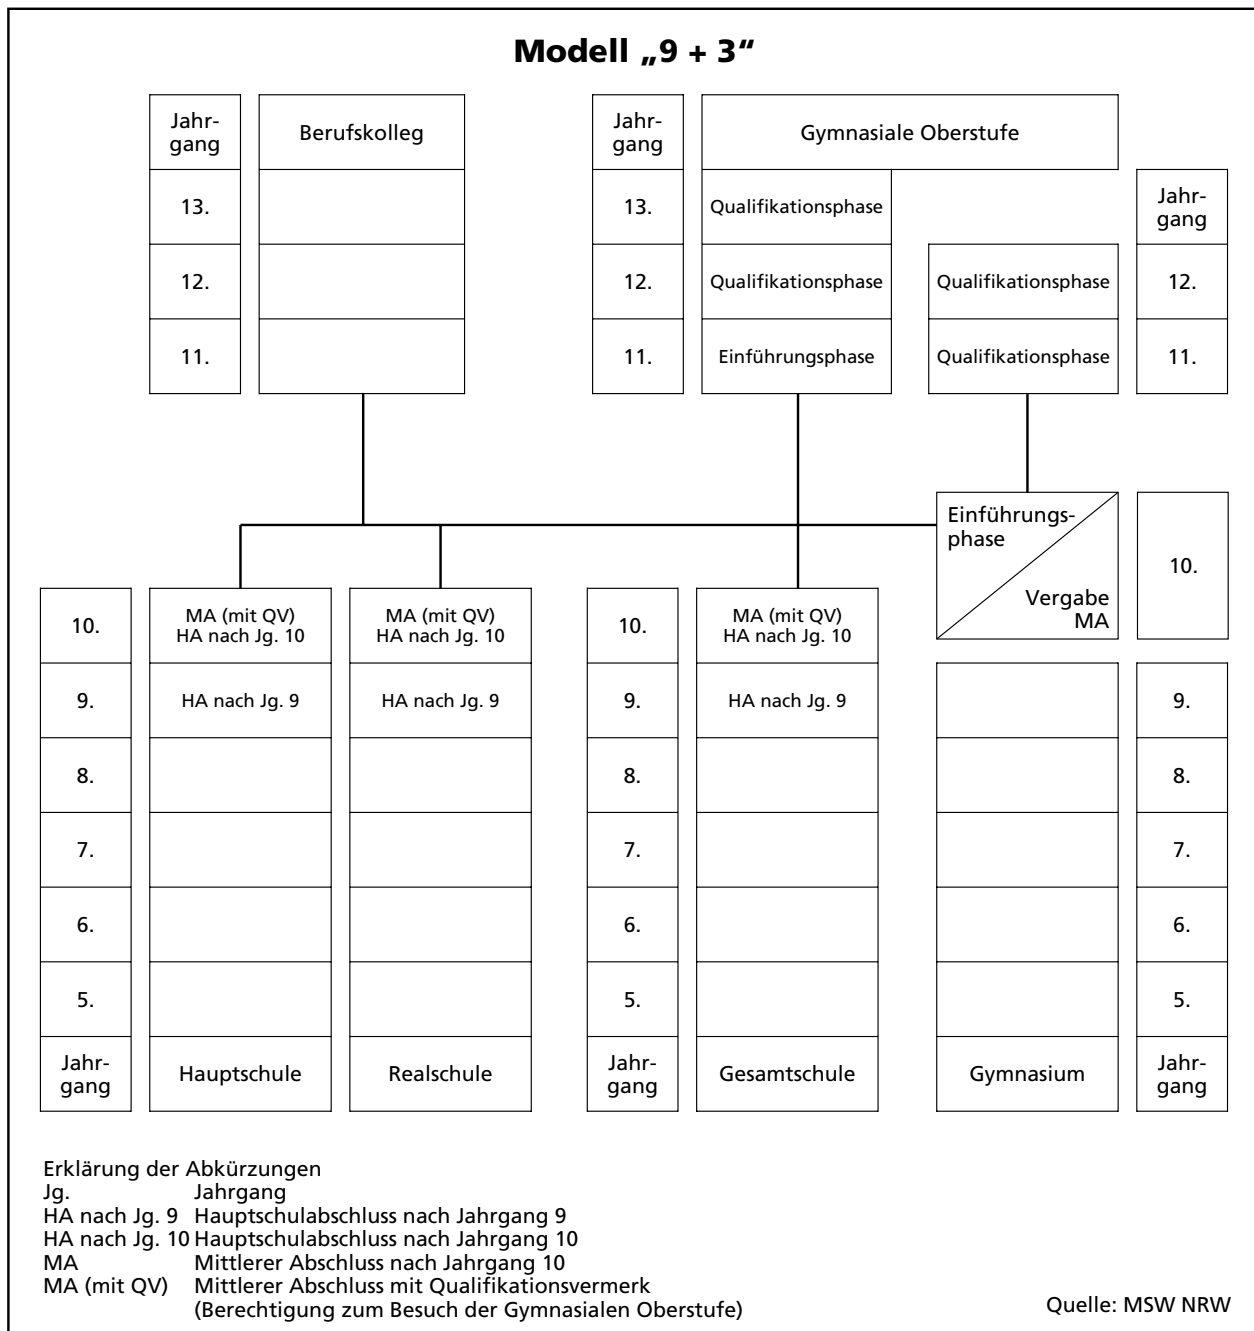 Modell „9 + 3“
Jahr-
gang
Berufskolleg
Jahr-
gang
Gymnasiale Oberstufe
13.
13.
Qualifikationsphase
Jahr-
gang
12.
12.
Qualifikationsphase
Qualifikationsphase
12.
11.
11.
Einführungsphase
Qualifikationsphase
11.
Einführungs-
phase
Vergabe
MA
10.
10.
MA (mit QV)
HA nach Jg. 10
MA (mit QV)
HA nach Jg. 10
10.
MA (mit QV)
HA nach Jg. 10
9.
HA nach Jg. 9
HA nach Jg. 9
9.
HA nach Jg. 9
9.
8.
8.
8.
7.
7.
7.
6.
6.
6.
5.
5.
5.
Jahr-
gang
Hauptschule
Realschule
Jahr-
gang
Gesamtschule
Gymnasium
Jahr-
gang
Erklärung der Abkürzungen
Jg. Jahrgang
HA nach Jg. 9 Hauptschulabschluss nach Jahrgang 9
HA nach Jg. 10 Hauptschulabschluss nach Jahrgang 10
MA Mittlerer Abschluss nach Jahrgang 10
MA (mit QV) Mittlerer Abschluss mit Qualifikationsvermerk
(Berechtigung zum Besuch der Gymnasialen Oberstufe)
Quelle: MSW NRW